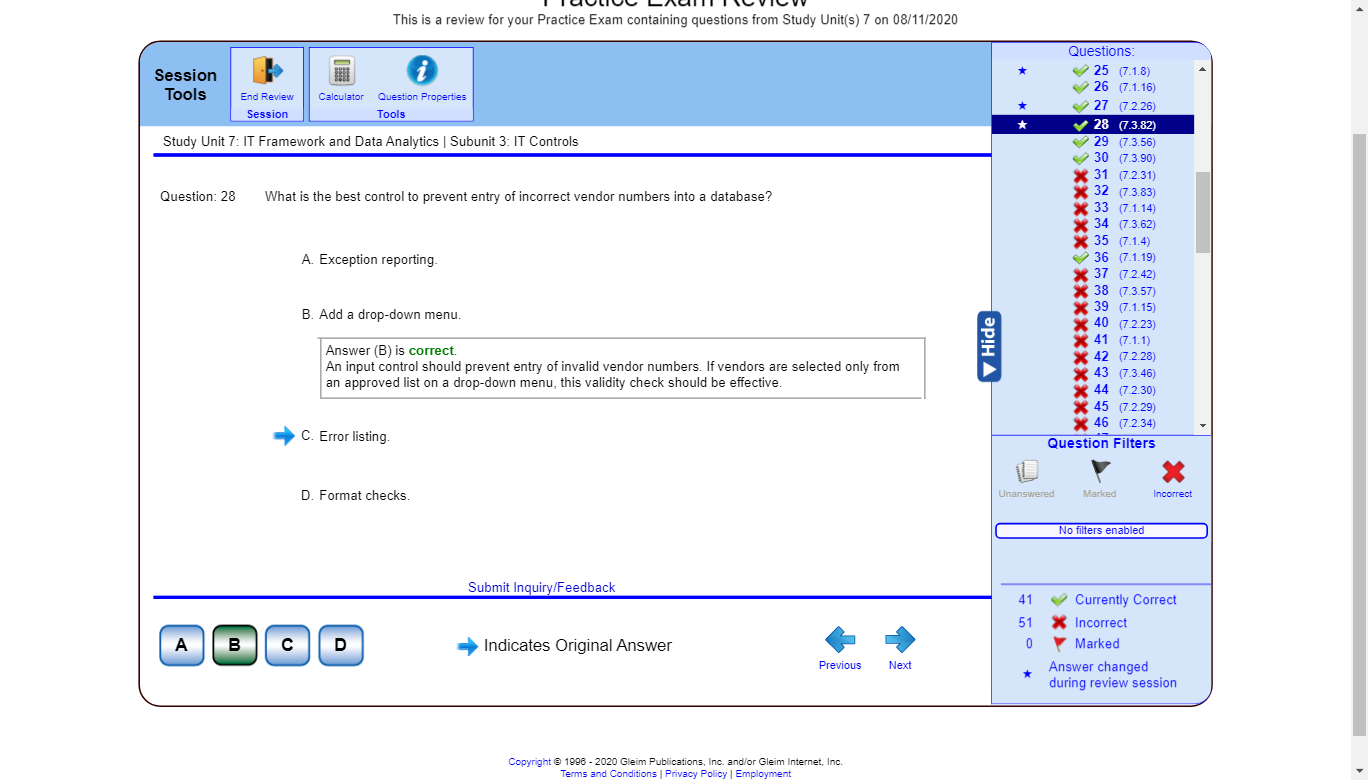 Practice Exam Review
This is a review for your Practice Exam containing questions from Study Unit(s) 7 on 08/11/2020
Session
Tools
End Review
Session
Calculator
Question Properties
Tools
Study Unit 7: IT Framework and Data Analytics | Subunit 3: IT Controls
Question: 28 What is the best control to prevent entry of incorrect vendor numbers into a database?
A. Exception reporting.
B. Add a drop-down menu.
Answer (B) is correct.
An input control should prevent entry of invalid vendor numbers. If vendors are selected only from
an approved list on a drop-down menu, this validity check should be effective.
C. Error listing.
D. Format checks.
Submit Inquiry/Feedback
A B C D
Indicates Original Answer
Previous
Next
Hide
Questions:
25 (7.1.8)
26 (7.1.16)
27 (7.2.26)
28 (7.3.82)
29 (7.3.56)
30 (7.3.90)
31 (7.2.31)
32 (7.3.83)
33 (7.1.14)
34 (7.3.62)
35 (7.1.4)
36 (7.1.19)
37 (7.2.42)
38 (7.3.57)
39 (7.1.15)
40 (7.2.23)
41 (7.1.1)
42 (7.2.28)
43 (7.3.46)
44 (7.2.30)
45 (7.2.29)
46 (7.2.34)
Question Filters
Unanswered
Marked
Incorrect
No filters enabled
41 Currently Correct
51 Incorrect
0 Marked
Answer changed
during review session
Copyright © 1996 - 2020 Gleim Publications, Inc. and/or Gleim Internet, Inc.
Terms and Conditions | Privacy Policy | Employment